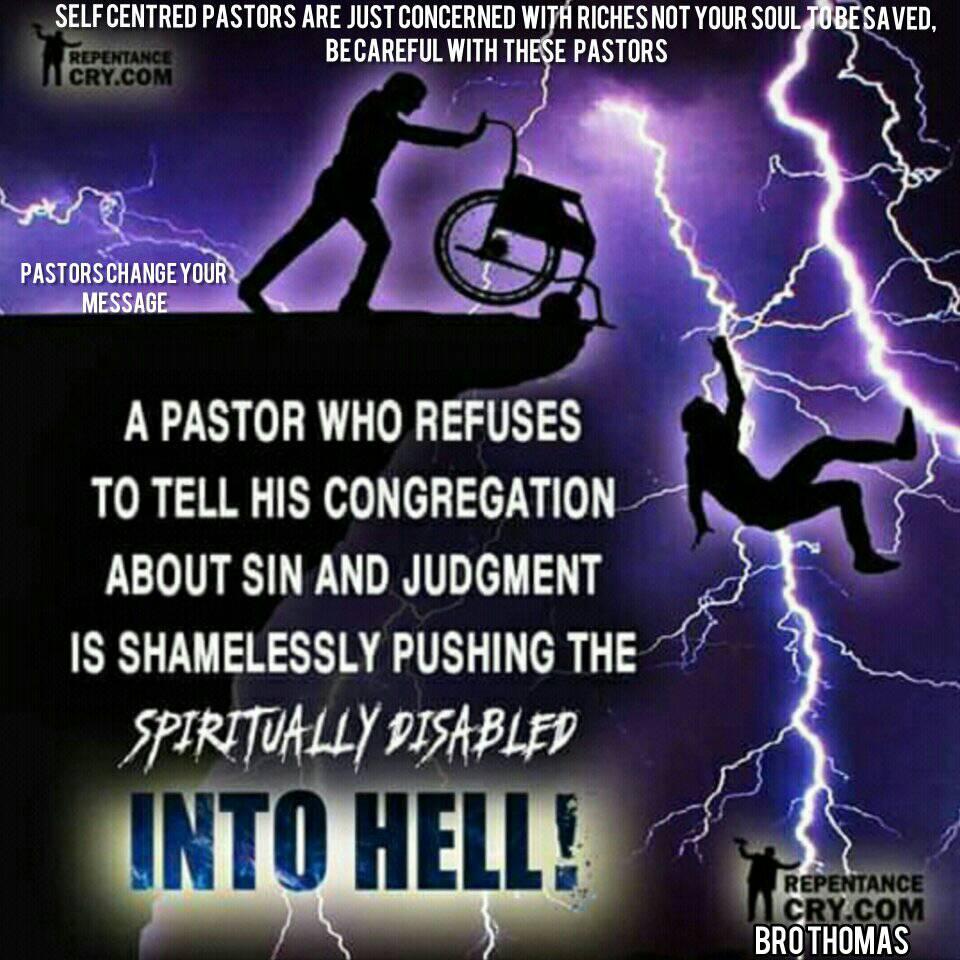 SELF CENTRED PASTORS ARE JUST CONCERNED WITH RICHES NOT YOUR SOUL TO BE SAVED,
BE CAREFUL WITH THESE PASTORS
REPENTANCE
CRY.COM
PASTORS CHANGE YOUR
MESSAGE
A PASTOR WHO REFUSES
TO TELL HIS CONGREGATION
ABOUT SIN AND JUDGMENT
IS SHAMELESSLY PUSHING THE
SPIRITUALLY DISABLED
INTO HELL!
REPENTANCE
CRY.COM
BRO THOMAS